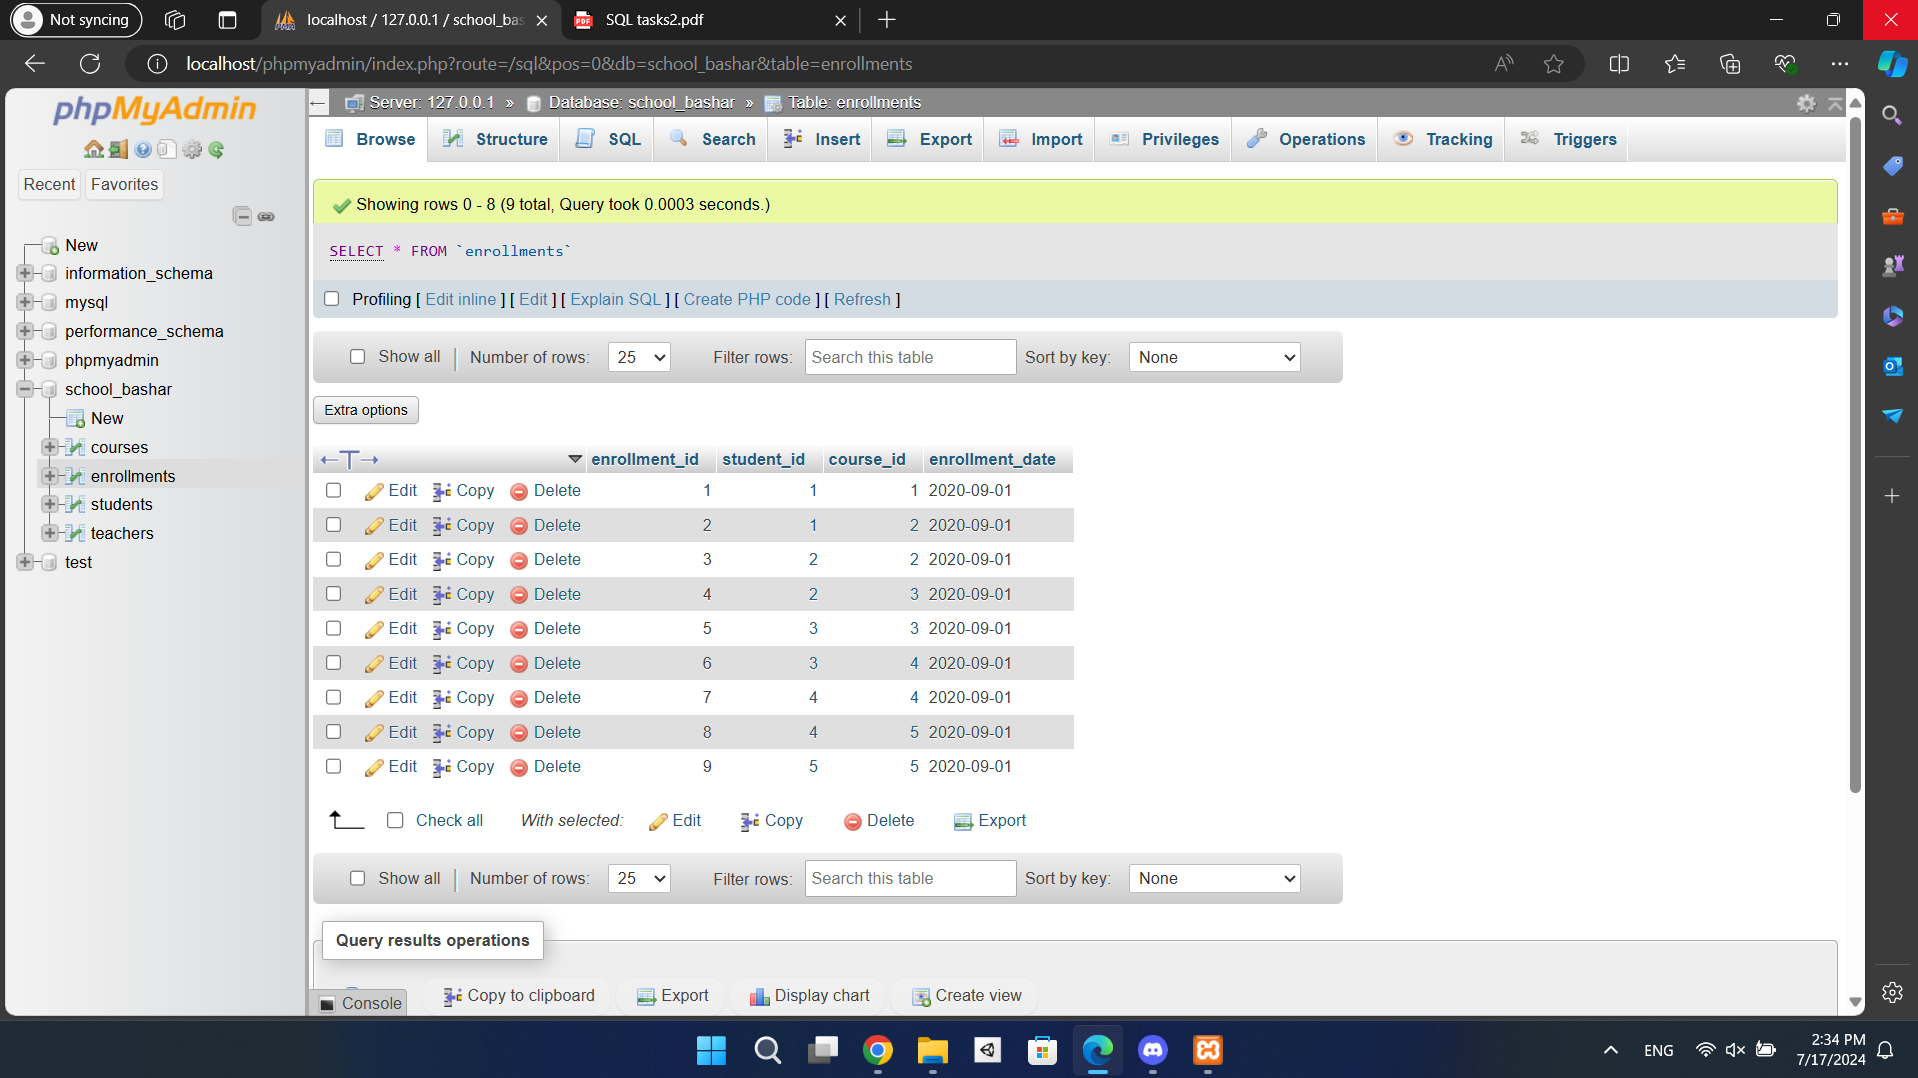 Not syncing
localhost / 127.0.0.1 / school_bas
SQL tasks2.pdf
localhost/phpmyadmin/index.php?route=/sql&pos=0&db=school_bashar&table=enrollments
phpMyAdmin
Recent Favorites
New
information_schema
mysql
performance_schema
phpmyadmin
school_bashar
New
courses
enrollments
students
teachers
test
Server: 127.0.0.1 » Database: school_bashar » Table: enrollments
Browse Structure SQL Search Insert Export Import Privileges Operations Tracking Triggers
Showing rows 0 - 8 (9 total, Query took 0.0003 seconds.)
SELECT * FROM `enrollments`
Profiling [ Edit inline ] [ Edit ] [ Explain SQL ] [ Create PHP code ] [ Refresh ]
Show all | Number of rows: 25 Filter rows: Search this table Sort by key: None
Extra options
←T→ enrollment_id student_id course_id enrollment_date
Edit Copy Delete 1 1 1 2020-09-01
Edit Copy Delete 2 1 2 2020-09-01
Edit Copy Delete 3 2 2 2020-09-01
Edit Copy Delete 4 2 3 2020-09-01
Edit Copy Delete 5 3 3 2020-09-01
Edit Copy Delete 6 3 4 2020-09-01
Edit Copy Delete 7 4 4 2020-09-01
Edit Copy Delete 8 4 5 2020-09-01
Edit Copy Delete 9 5 5 2020-09-01
Check all With selected: Edit Copy Delete Export
Show all | Number of rows: 25 Filter rows: Search this table Sort by key: None
Query results operations
Console Copy to clipboard Export Display chart Create view
ENG
2:34 PM
7/17/2024